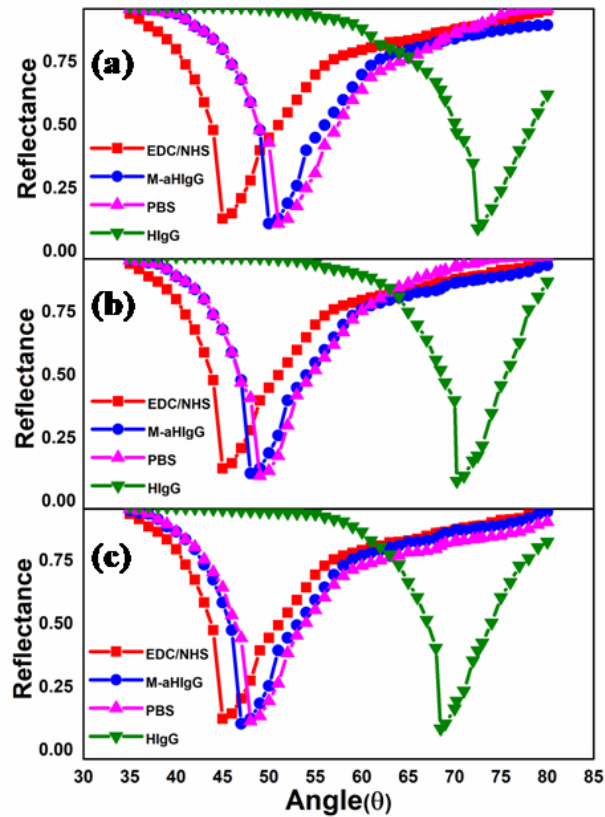 (a)
0.75
0.50
0.25
0.00
Reflectance
EDC/NHS
M-aHIgG
PBS
HIgG
(b)
0.75
0.50
0.25
0.00
Reflectance
EDC/NHS
M-aHIgG
PBS
HIgG
(c)
0.75
0.50
0.25
0.00
Reflectance
EDC/NHS
M-aHIgG
PBS
HIgG
30 35 40 45 50 55 60 65 70 75 80 85
Angle(θ)